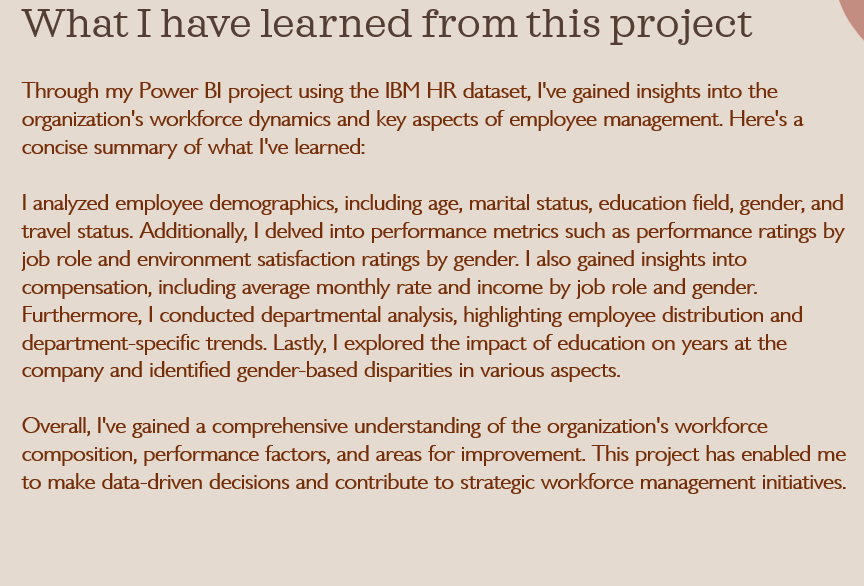 What I have learned from this project
Through my Power BI project using the IBM HR dataset, I've gained insights into the
organization's workforce dynamics and key aspects of employee management. Here's a
concise summary of what I've learned:
I analyzed employee demographics, including age, marital status, education field, gender, and
travel status. Additionally, I delved into performance metrics such as performance ratings by
job role and environment satisfaction ratings by gender. I also gained insights into
compensation, including average monthly rate and income by job role and gender.
Furthermore, I conducted departmental analysis, highlighting employee distribution and
department-specific trends. Lastly, I explored the impact of education on years at the
company and identified gender-based disparities in various aspects.
Overall, I've gained a comprehensive understanding of the organization's workforce
composition, performance factors, and areas for improvement. This project has enabled me
to make data-driven decisions and contribute to strategic workforce management initiatives.